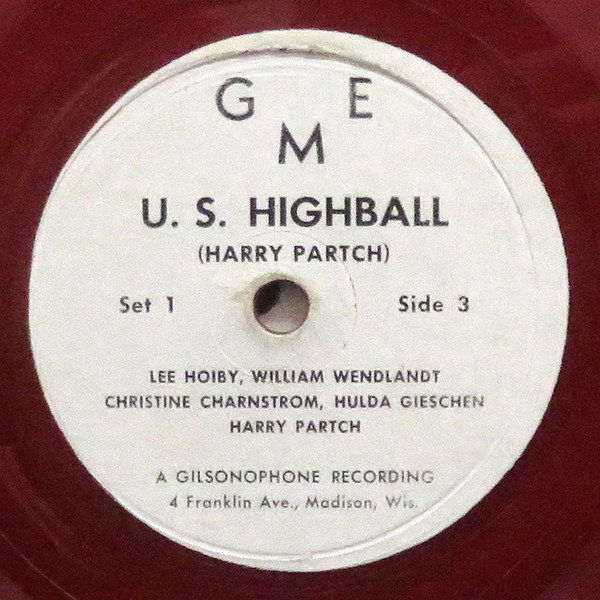 G E
M
U. S. HIGHBALL
(HARRY PARTCH)
Set 1 Side 3
LEE HOIBY, WILLIAM WENDLANDT
CHRISTINE CHARNSTROM, HULDA GIESCHEN
HARRY PARTCH
A GILSONOPHONE RECORDING
4 Franklin Ave., Madison, Wis.